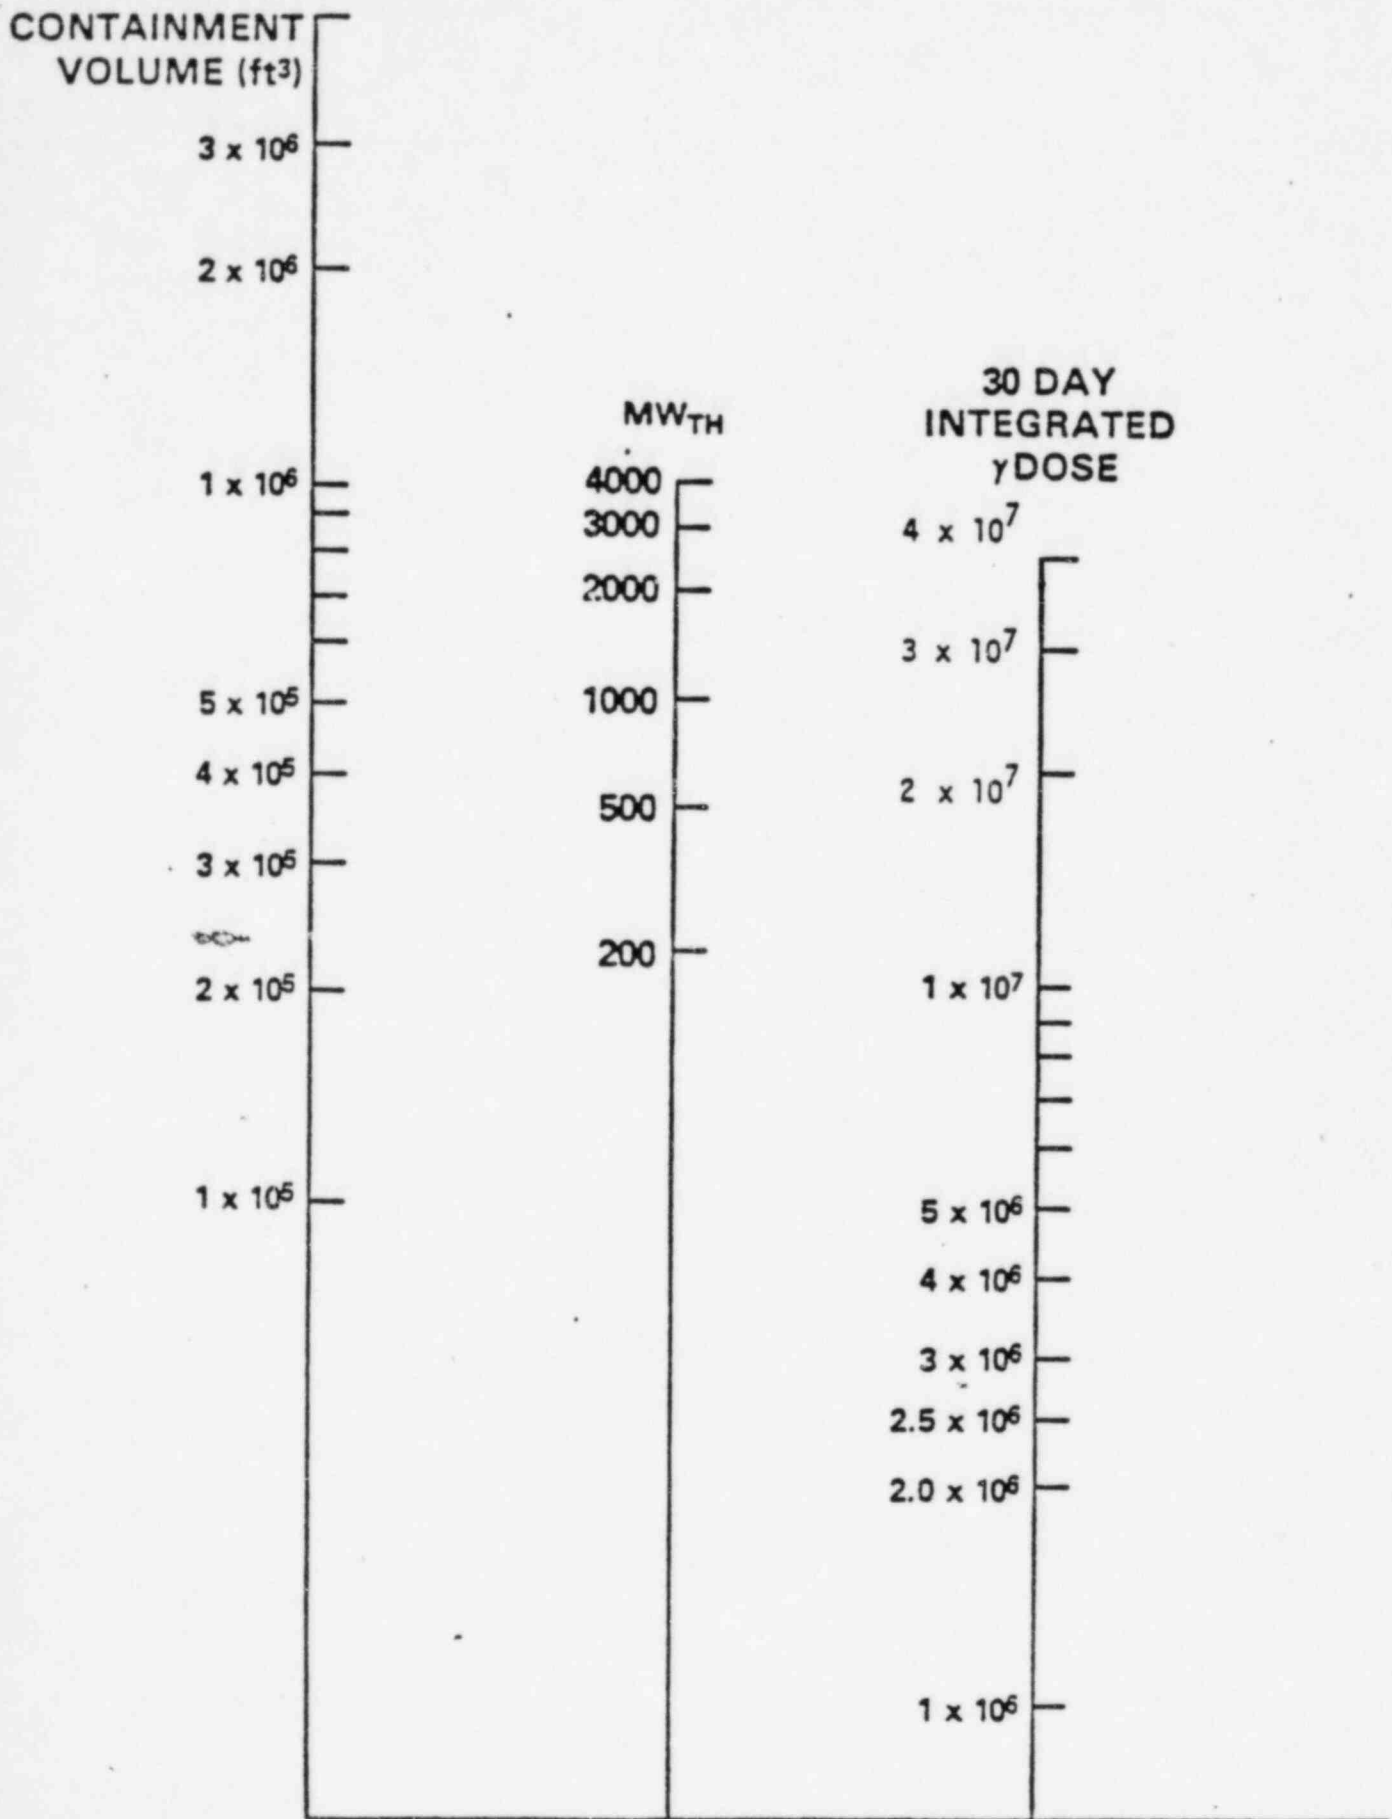 CONTAINMENT
VOLUME (ft³)
3 x 10⁶
2 x 10⁶
1 x 10⁶
5 x 10⁵
4 x 10⁵
3 x 10⁵
2 x 10⁵
1 x 10⁵
MW_TH
4000
3000
2000
1000
500
200
30 DAY
INTEGRATED
γ DOSE
4 x 10⁷
3 x 10⁷
2 x 10⁷
1 x 10⁷
5 x 10⁶
4 x 10⁶
3 x 10⁶
2.5 x 10⁶
2.0 x 10⁶
1 x 10⁶